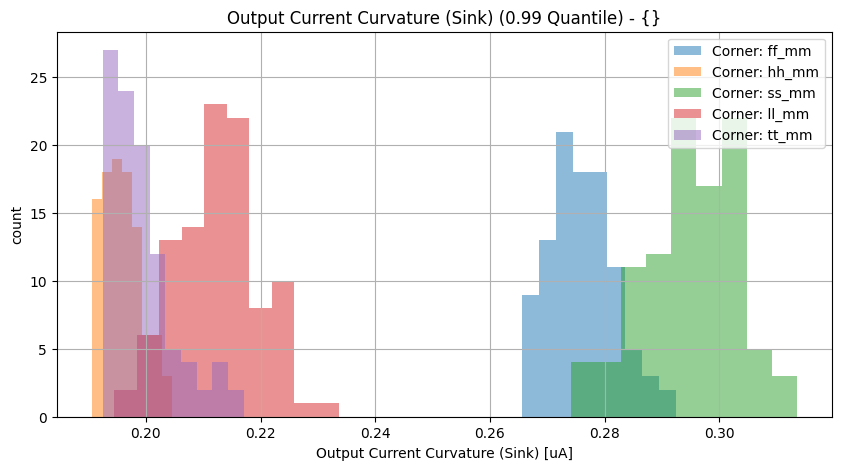 Output Current Curvature (Sink) (0.99 Quantile) - {}
Corner: ff_mm
Corner: hh_mm
Corner: ss_mm
Corner: ll_mm
Corner: tt_mm
25
20
15
10
5
0
count
0.20 0.22 0.24 0.26 0.28 0.30
Output Current Curvature (Sink) [uA]